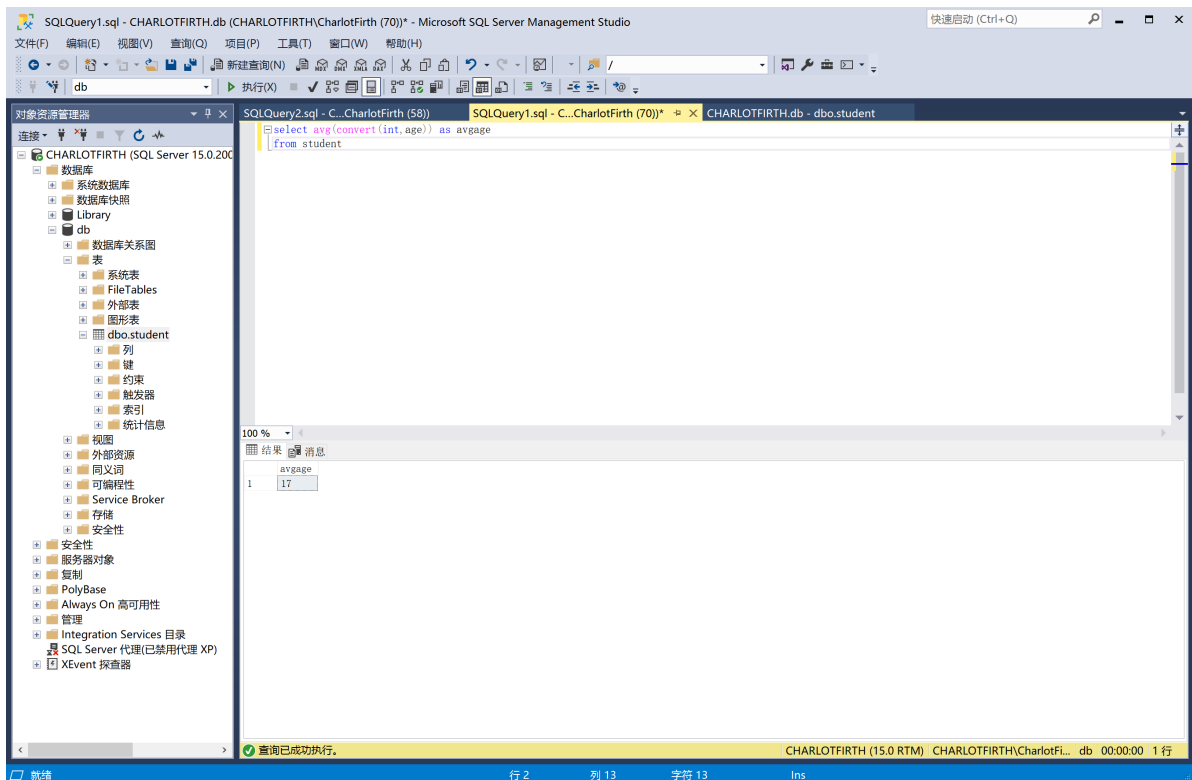 SQLQuery1.sql - CHARLOTFIRTH.db (CHARLOTFIRTH\CharlotFirth (70))* - Microsoft SQL Server Management Studio
快速启动 (Ctrl+Q)
文件(F) 编辑(E) 视图(V) 查询(Q) 项目(P) 工具(T) 窗口(W) 帮助(H)
新建查询(N) MDX DMX XMLA DAX /
db 执行(X)
对象资源管理器
SQLQuery2.sql - C...CharlotFirth (58)) SQLQuery1.sql - C...CharlotFirth (70))* CHARLOTFIRTH.db - dbo.student
连接
select avg(convert(int,age)) as avgage
from student
CHARLOTFIRTH (SQL Server 15.0.200
数据库
系统数据库
数据库快照
Library
db
数据库关系图
表
系统表
FileTables
外部表
图形表
dbo.student
列
键
约束
触发器
索引
统计信息
视图
外部资源
同义词
可编程性
Service Broker
存储
安全性
安全性
服务器对象
复制
PolyBase
Always On 高可用性
管理
Integration Services 目录
SQL Server 代理(已禁用代理 XP)
XEvent 探查器
100 %
结果 消息
avgage
1 17
查询已成功执行。 CHARLOTFIRTH (15.0 RTM) CHARLOTFIRTH\CharlotFi... db 00:00:00 1 行
就绪 行 2 列 13 字符 13 Ins